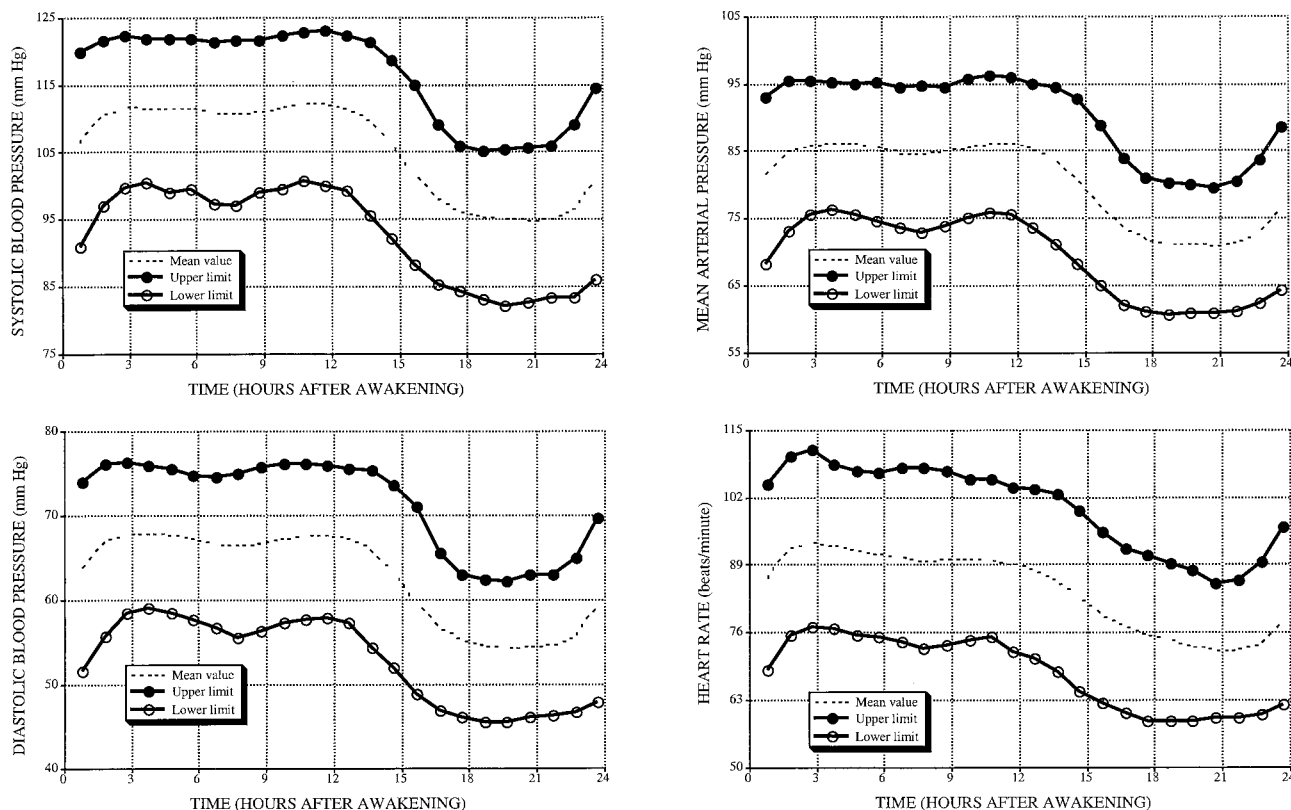 SYSTOLIC BLOOD PRESSURE (mm Hg)
125
115
105
95
85
75
Mean value
Upper limit
Lower limit
0 3 6 9 12 15 18 21 24
TIME (HOURS AFTER AWAKENING)
MEAN ARTERIAL PRESSURE (mm Hg)
105
95
85
75
65
55
Mean value
Upper limit
Lower limit
0 3 6 9 12 15 18 21 24
TIME (HOURS AFTER AWAKENING)
DIASTOLIC BLOOD PRESSURE (mm Hg)
80
70
60
50
40
Mean value
Upper limit
Lower limit
0 3 6 9 12 15 18 21 24
TIME (HOURS AFTER AWAKENING)
HEART RATE (beats/minute)
115
102
89
76
63
50
Mean value
Upper limit
Lower limit
0 3 6 9 12 15 18 21 24
TIME (HOURS AFTER AWAKENING)